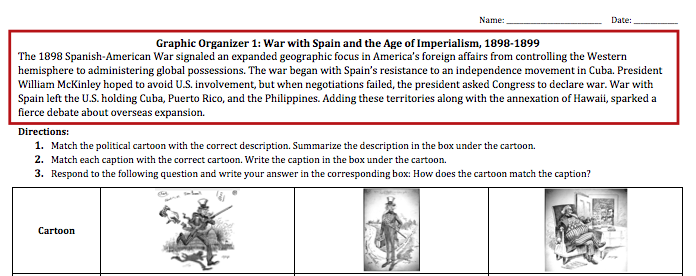 Name: ____________________ Date: _________
Graphic Organizer 1: War with Spain and the Age of Imperialism, 1898-1899
The 1898 Spanish-American War signaled an expanded geographic focus in America's foreign affairs from controlling the Western
hemisphere to administering global possessions. The war began with Spain's resistance to an independence movement in Cuba. President
William McKinley hoped to avoid U.S. involvement, but when negotiations failed, the president asked Congress to declare war. War with
Spain left the U.S. holding Cuba, Puerto Rico, and the Philippines. Adding these territories along with the annexation of Hawaii, sparked a
fierce debate about overseas expansion.
Directions:
1. Match the political cartoon with the correct description. Summarize the description in the box under the cartoon.
2. Match each caption with the correct cartoon. Write the caption in the box under the cartoon.
3. Respond to the following question and write your answer in the corresponding box: How does the cartoon match the caption?
Cartoon